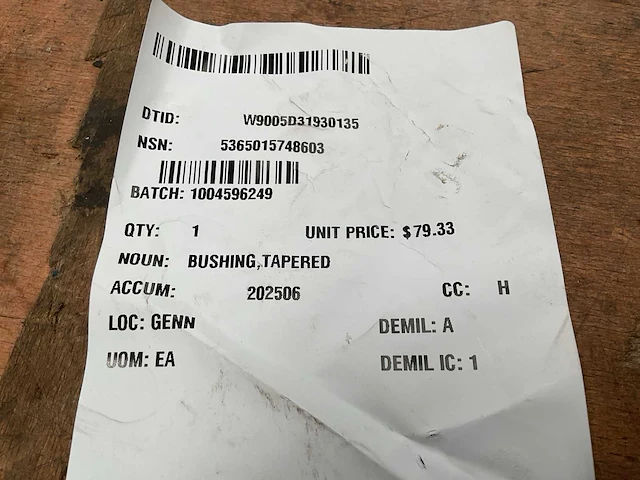 DTID: W9005D31930135
NSN: 5365015748603
BATCH: 1004596249
QTY: 1 UNIT PRICE: $79.33
NOUN: BUSHING,TAPERED
ACCUM: 202506 CC: H
LOC: GENN DEMIL: A
UOM: EA DEMIL IC: 1